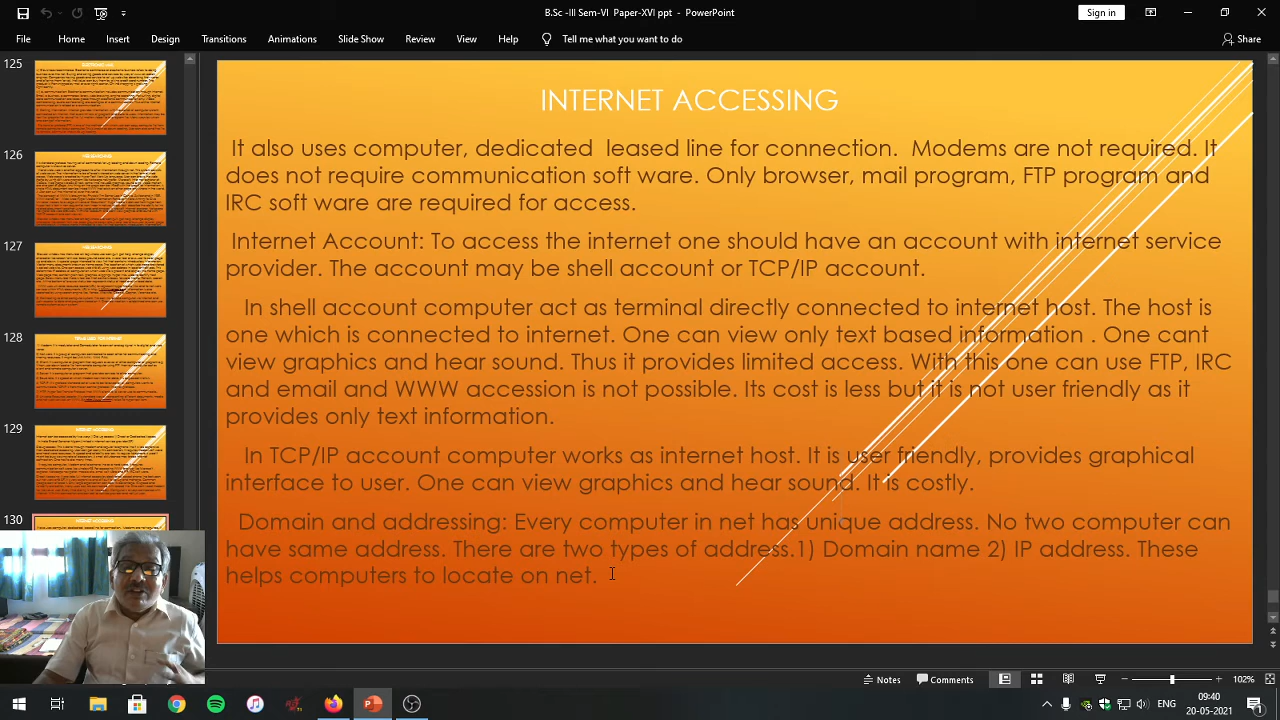 B.Sc -III Sem-VI Paper-XVI ppt - PowerPoint
Sign in
File Home Insert Design Transitions Animations Slide Show Review View Help Tell me what you want to do Share
125
126
127
128
129
130
INTERNET ACCESSING
It also uses computer, dedicated leased line for connection. Modems are not required. It
does not require communication soft ware. Only browser, mail program, FTP program and
IRC soft ware are required for access.
Internet Account: To access the internet one should have an account with internet service
provider. The account may be shell account or TCP/IP account.
In shell account computer act as terminal directly connected to internet host. The host is
one which is connected to internet. One can view only text based information . One cant
view graphics and hear sound. Thus it provides limited access. With this one can use FTP, IRC
and email and WWW connection is not possible. Its cost is less but it is not user friendly as it
provides only text information.
In TCP/IP account computer works as internet host. It is user friendly, provides graphical
interface to user. One can view graphics and hear sound. It is costly.
Domain and addressing: Every computer in net has unique address. No two computer can
have same address. There are two types of address.1) Domain name 2) IP address. These
helps computers to locate on net.
Notes Comments 102%
09:40
20-05-2021